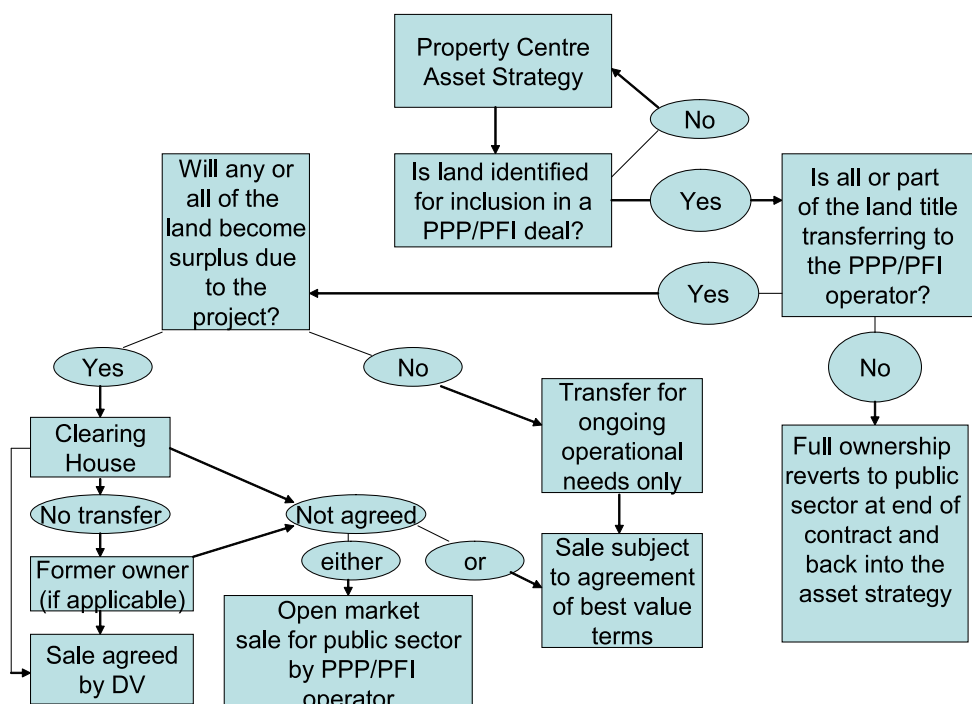 Property Centre
Asset Strategy
No
Will any or
all of the
land become
surplus due
to the
project?
Is land identified
for inclusion in a
PPP/PFI deal?
Yes
Is all or part
of the land title
transferring to
the PPP/PFI
operator?
Yes
Yes
No
No
Transfer for
ongoing
operational
needs only
Clearing
House
Full ownership
reverts to public
sector at end of
contract and
back into the
asset strategy
No transfer
Not agreed
either
or
Former owner
(if applicable)
Sale subject
to agreement
of best value
terms
Open market
sale for public sector
by PPP/PFI
operator
Sale agreed
by DV